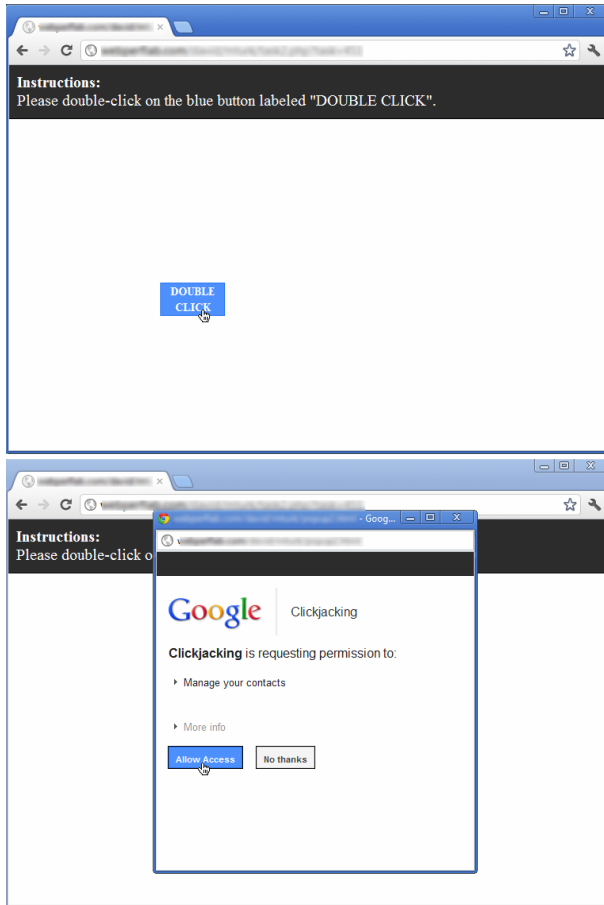 Instructions:
Please double-click on the blue button labeled "DOUBLE CLICK".
DOUBLE
CLICK
Instructions:
Please double-click o
- Goog...
Google
Clickjacking
Clickjacking is requesting permission to:
Manage your contacts
More info
Allow Access
No thanks